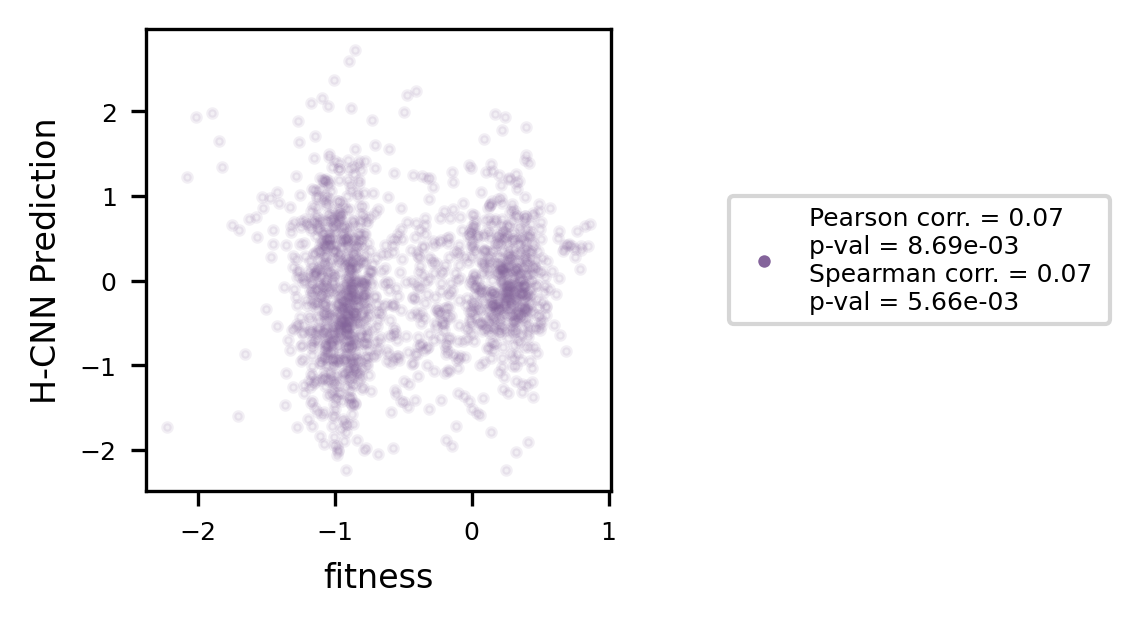 2
1
0
−1
−2
H-CNN Prediction
−2
−1
0
1
fitness
Pearson corr. = 0.07
p-val = 8.69e-03
Spearman corr. = 0.07
p-val = 5.66e-03